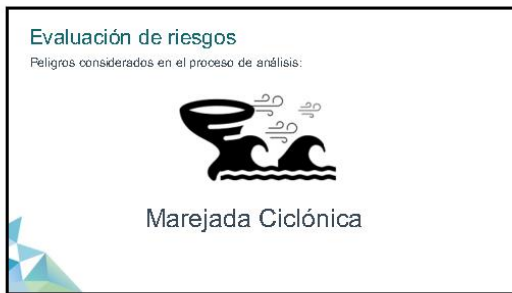 Evaluación de riesgos
Peligros considerados en el proceso de análisis:
Marejada Ciclónica